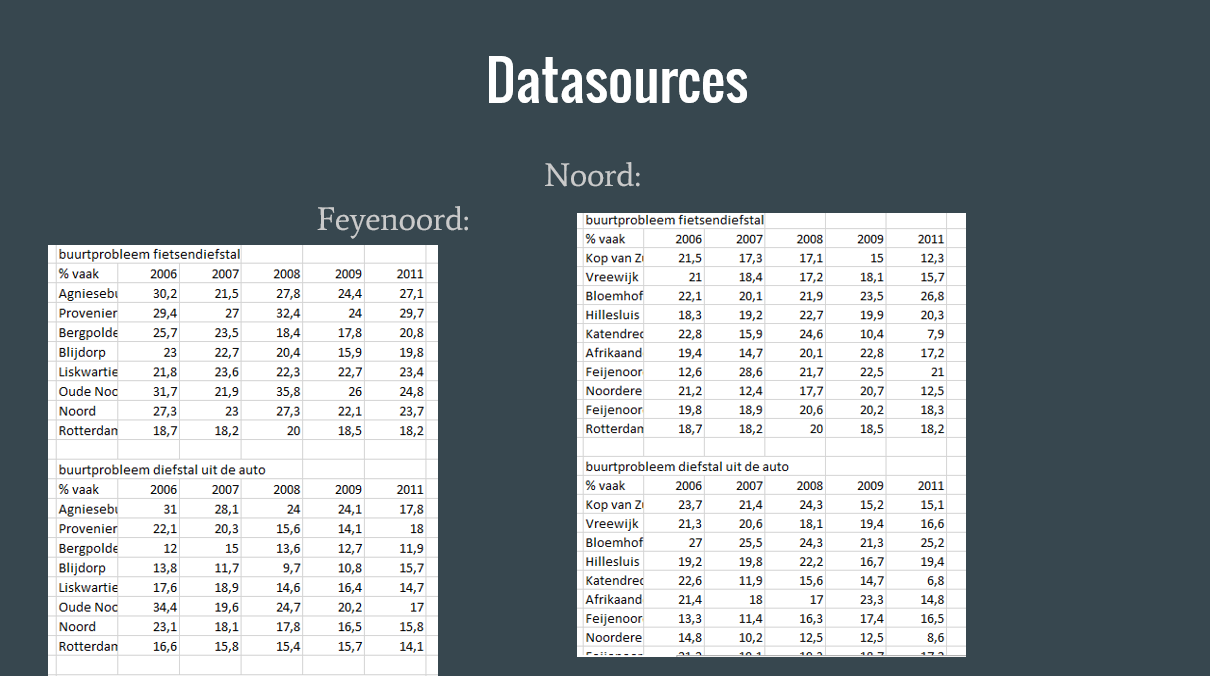 Datasources
Noord:
Feyenoord:
buurtprobleem fietsendiefstal
% vaak 2006 2007 2008 2009 2011
Agniesebu 30,2 21,5 27,8 24,4 27,1
Provenier 29,4 27 32,4 24 29,7
Bergpolde 25,7 23,5 18,4 17,8 20,8
Blijdorp 23 22,7 20,4 15,9 19,8
Liskwartie 21,8 23,6 22,3 22,7 23,4
Oude Noo 31,7 21,9 35,8 26 24,8
Noord 27,3 23 27,3 22,1 23,7
Rotterdam 18,7 18,2 20 18,5 18,2
buurtprobleem diefstal uit de auto
% vaak 2006 2007 2008 2009 2011
Agniesebu 31 28,1 24 24,1 17,8
Provenier 22,1 20,3 15,6 14,1 18
Bergpolde 12 15 13,6 12,7 11,9
Blijdorp 13,8 11,7 9,7 10,8 15,7
Liskwartie 17,6 18,9 14,6 16,4 14,7
Oude Noo 34,4 19,6 24,7 20,2 17
Noord 23,1 18,1 17,8 16,5 15,8
Rotterdam 16,6 15,8 15,4 15,7 14,1
buurtprobleem fietsendiefstal
% vaak 2006 2007 2008 2009 2011
Kop van Zu 21,5 17,3 17,1 15 12,3
Vreewijk 21 18,4 17,2 18,1 15,7
Bloemhof 22,1 20,1 21,9 23,5 26,8
Hillesluis 18,3 19,2 22,7 19,9 20,3
Katendrec 22,8 15,9 24,6 10,4 7,9
Afrikaand 19,4 14,7 20,1 22,8 17,2
Feijenoor 12,6 28,6 21,7 22,5 21
Noordere 21,2 12,4 17,7 20,7 12,5
Feijenoor 19,8 18,9 20,6 20,2 18,3
Rotterdam 18,7 18,2 20 18,5 18,2
buurtprobleem diefstal uit de auto
% vaak 2006 2007 2008 2009 2011
Kop van Zu 23,7 21,4 24,3 15,2 15,1
Vreewijk 21,3 20,6 18,1 19,4 16,6
Bloemhof 27 25,5 24,3 21,3 25,2
Hillesluis 19,2 19,8 22,2 16,7 19,4
Katendrec 22,6 11,9 15,6 14,7 6,8
Afrikaand 21,4 18 17 23,3 14,8
Feijenoor 13,3 11,4 16,3 17,4 16,5
Noordere 14,8 10,2 12,5 12,5 8,6